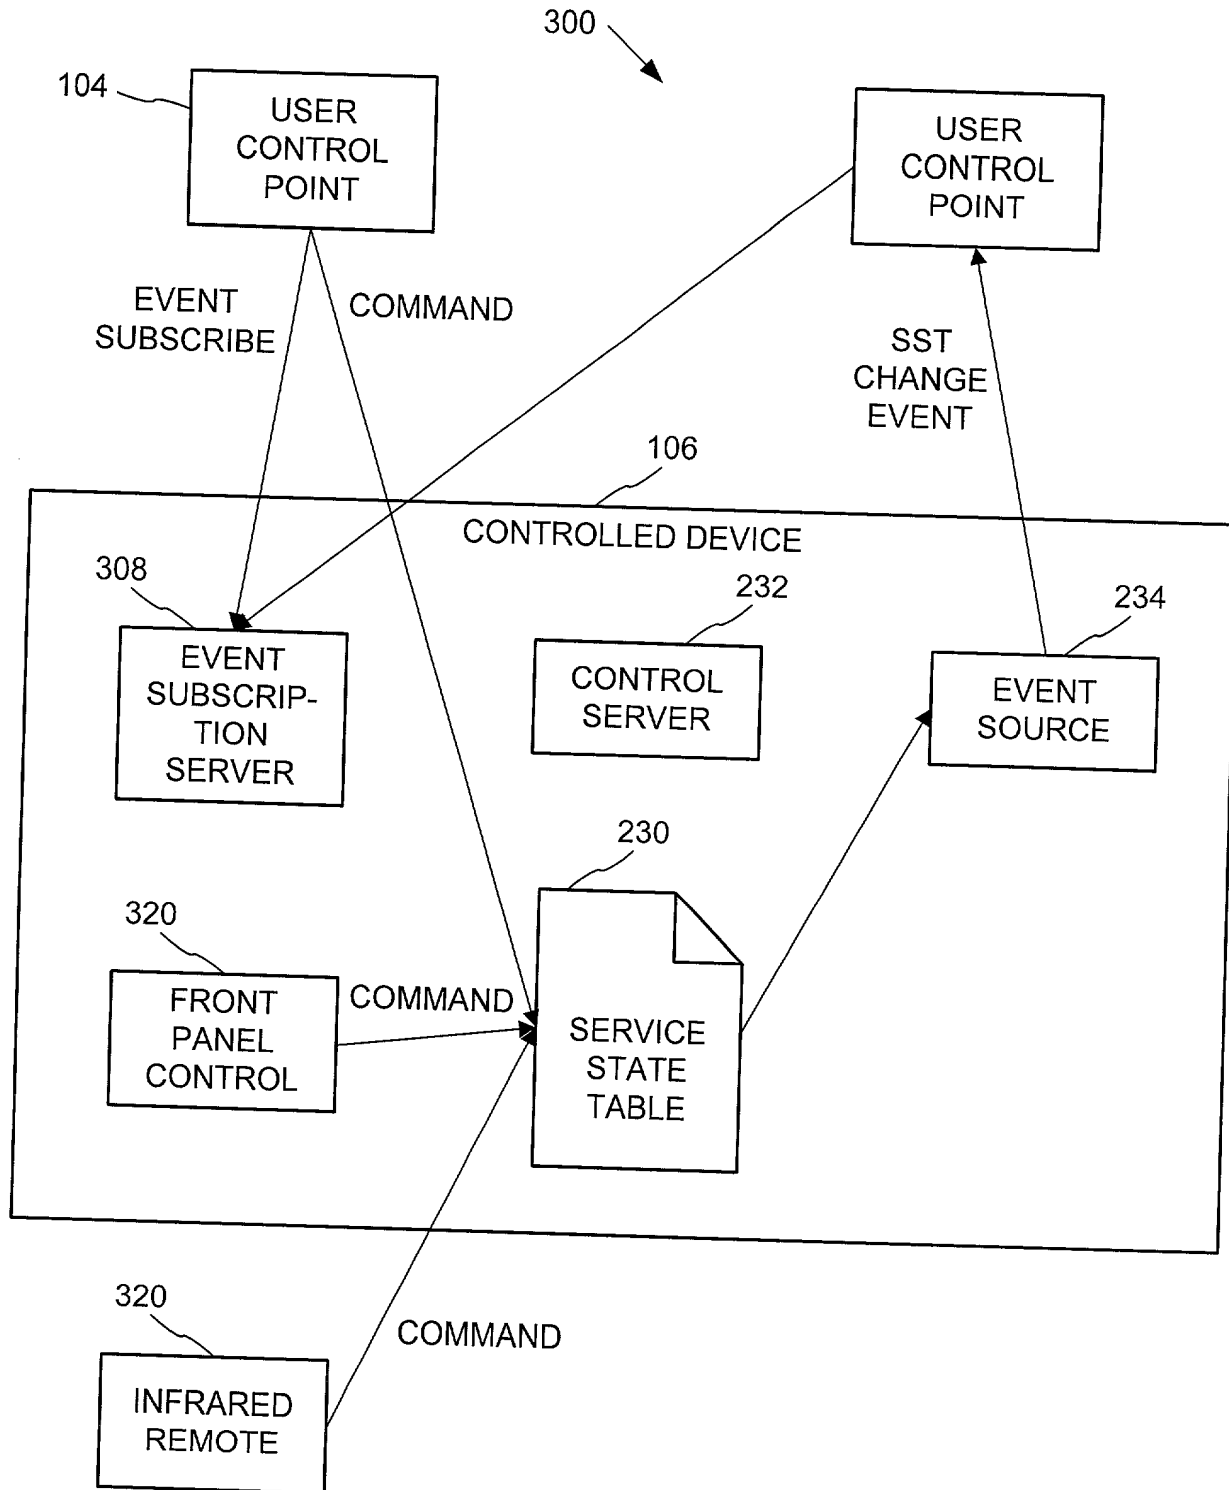 300
104
USER
CONTROL
POINT
USER
CONTROL
POINT
EVENT
SUBSCRIBE
COMMAND
SST
CHANGE
EVENT
106
CONTROLLED DEVICE
308
EVENT
SUBSCRIP-
TION
SERVER
232
CONTROL
SERVER
234
EVENT
SOURCE
230
SERVICE
STATE
TABLE
320
FRONT
PANEL
CONTROL
COMMAND
320
INFRARED
REMOTE
COMMAND